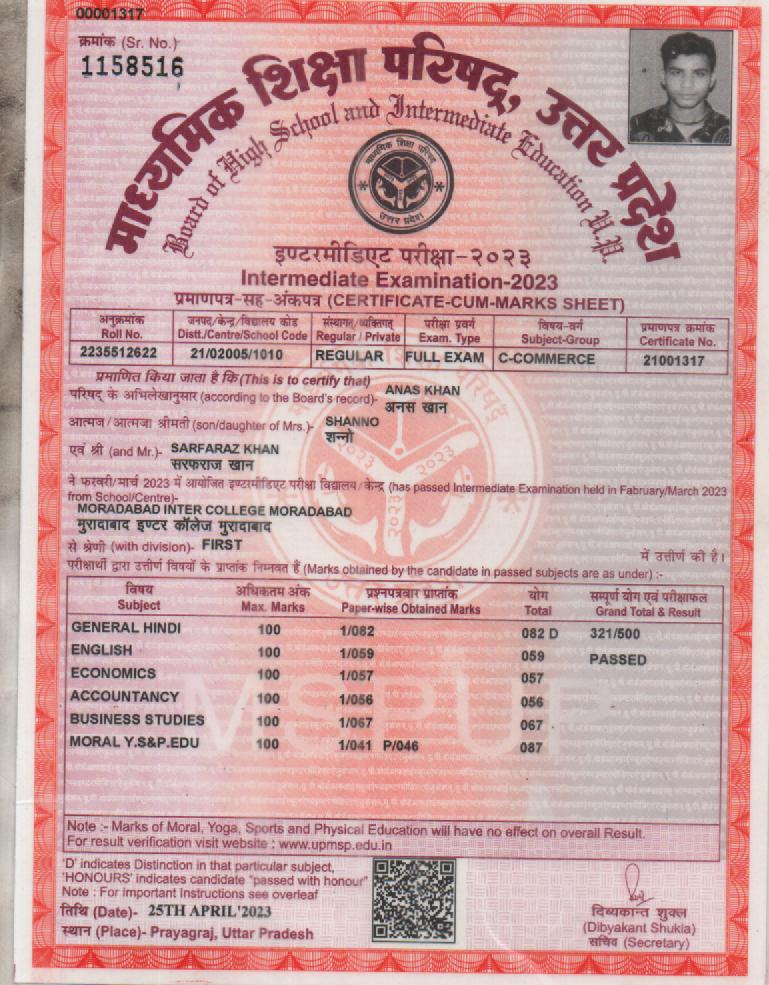 00001317
क्रमांक (Sr. No.)
1158516
माध्यमिक शिक्षा परिषद्, उत्तर प्रदेश
Board of High School and Intermediate Education U.P.
माध्यमिक शिक्षा परिषद
उत्तर प्रदेश
इण्टरमीडिएट परीक्षा-२०२३
Intermediate Examination-2023
प्रमाणपत्र-सह-अंकपत्र (CERTIFICATE-CUM-MARKS SHEET)
अनुक्रमांक जनपद/केन्द्र/विद्यालय कोड संस्थागत/व्यक्तिगत परीक्षा प्रवर्ग विषय-वर्ग प्रमाणपत्र क्रमांक
Roll No. Distt./Centre/School Code Regular / Private Exam. Type Subject-Group Certificate No.
2235512622 21/02005/1010 REGULAR FULL EXAM C-COMMERCE 21001317
प्रमाणित किया जाता है कि (This is to certify that)
परिषद् के अभिलेखानुसार (according to the Board's record)- ANAS KHAN
अनस खान
आत्मज/आत्मजा श्रीमती (son/daughter of Mrs.)- SHANNO
शन्नो
एवं श्री (and Mr.)- SARFARAZ KHAN
सरफराज खान
ने फरवरी/मार्च 2023 में आयोजित इण्टरमीडिएट परीक्षा विद्यालय/केन्द्र (has passed Intermediate Examination held in Fabruary/March 2023
from School/Centre)-
MORADABAD INTER COLLEGE MORADABAD
मुरादाबाद इण्टर कॉलेज मुरादाबाद
से श्रेणी (with division)- FIRST में उत्तीर्ण की है।
परीक्षार्थी द्वारा उत्तीर्ण विषयों के प्राप्तांक निम्नवत हैं (Marks obtained by the candidate in passed subjects are as under) :-
विषय अधिकतम अंक प्रश्नपत्रवार प्राप्तांक योग सम्पूर्ण योग एवं परीक्षाफल
Subject Max. Marks Paper-wise Obtained Marks Total Grand Total & Result
GENERAL HINDI 100 1/082 082 D 321/500
ENGLISH 100 1/059 059 PASSED
ECONOMICS 100 1/057 057
ACCOUNTANCY 100 1/056 056
BUSINESS STUDIES 100 1/067 067
MORAL Y.S&P.EDU 100 1/041 P/046 087
MSPUP
Note :- Marks of Moral, Yoga, Sports and Physical Education will have no effect on overall Result.
For result verification visit website : www.upmsp.edu.in
'D' indicates Distinction in that particular subject,
'HONOURS' indicates candidate "passed with honour"
Note : For Important Instructions see overleaf
तिथि (Date)- 25TH APRIL'2023
स्थान (Place)- Prayagraj, Uttar Pradesh
दिव्यकान्त शुक्ल
(Dibyakant Shukla)
सचिव (Secretary)